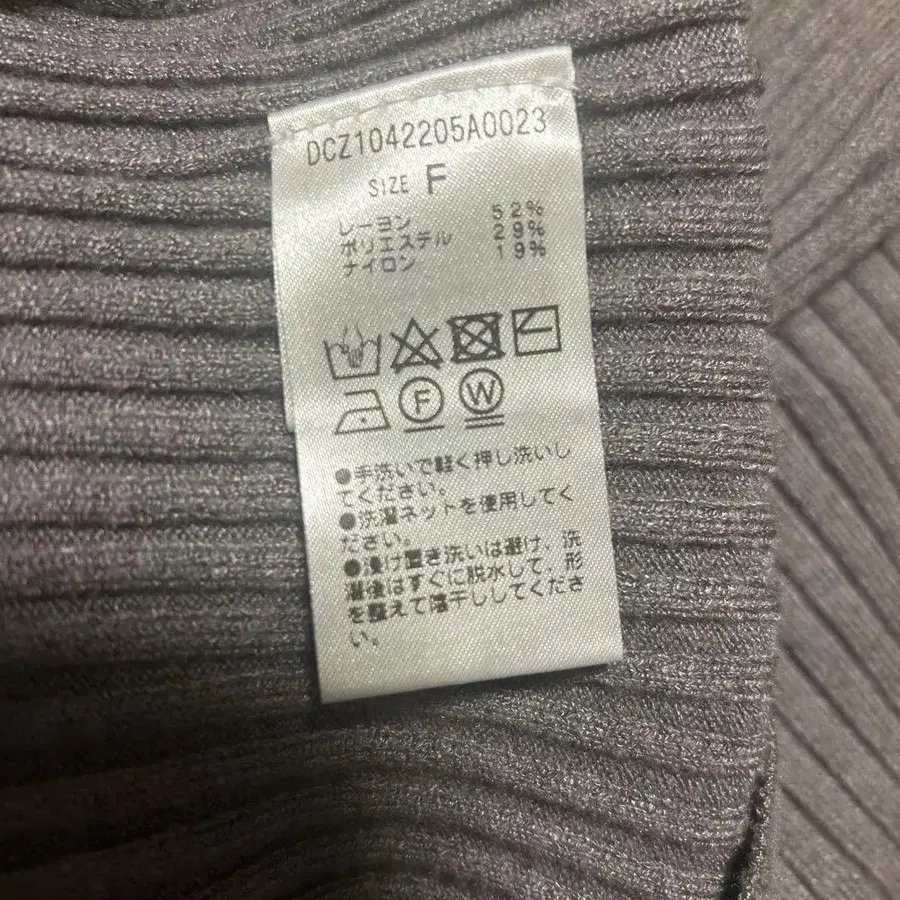 DCZ1042205A0023
SIZE F
レーヨン 52%
ポリエステル 29%
ナイロン 19%
F W
●手洗いで軽く押し洗いし
てください。
●洗濯ネットを使用してく
ださい。
●浸け置き洗いは避け、洗
濯後はすぐに脱水して、形
を整えて陰干ししてくださ
い。